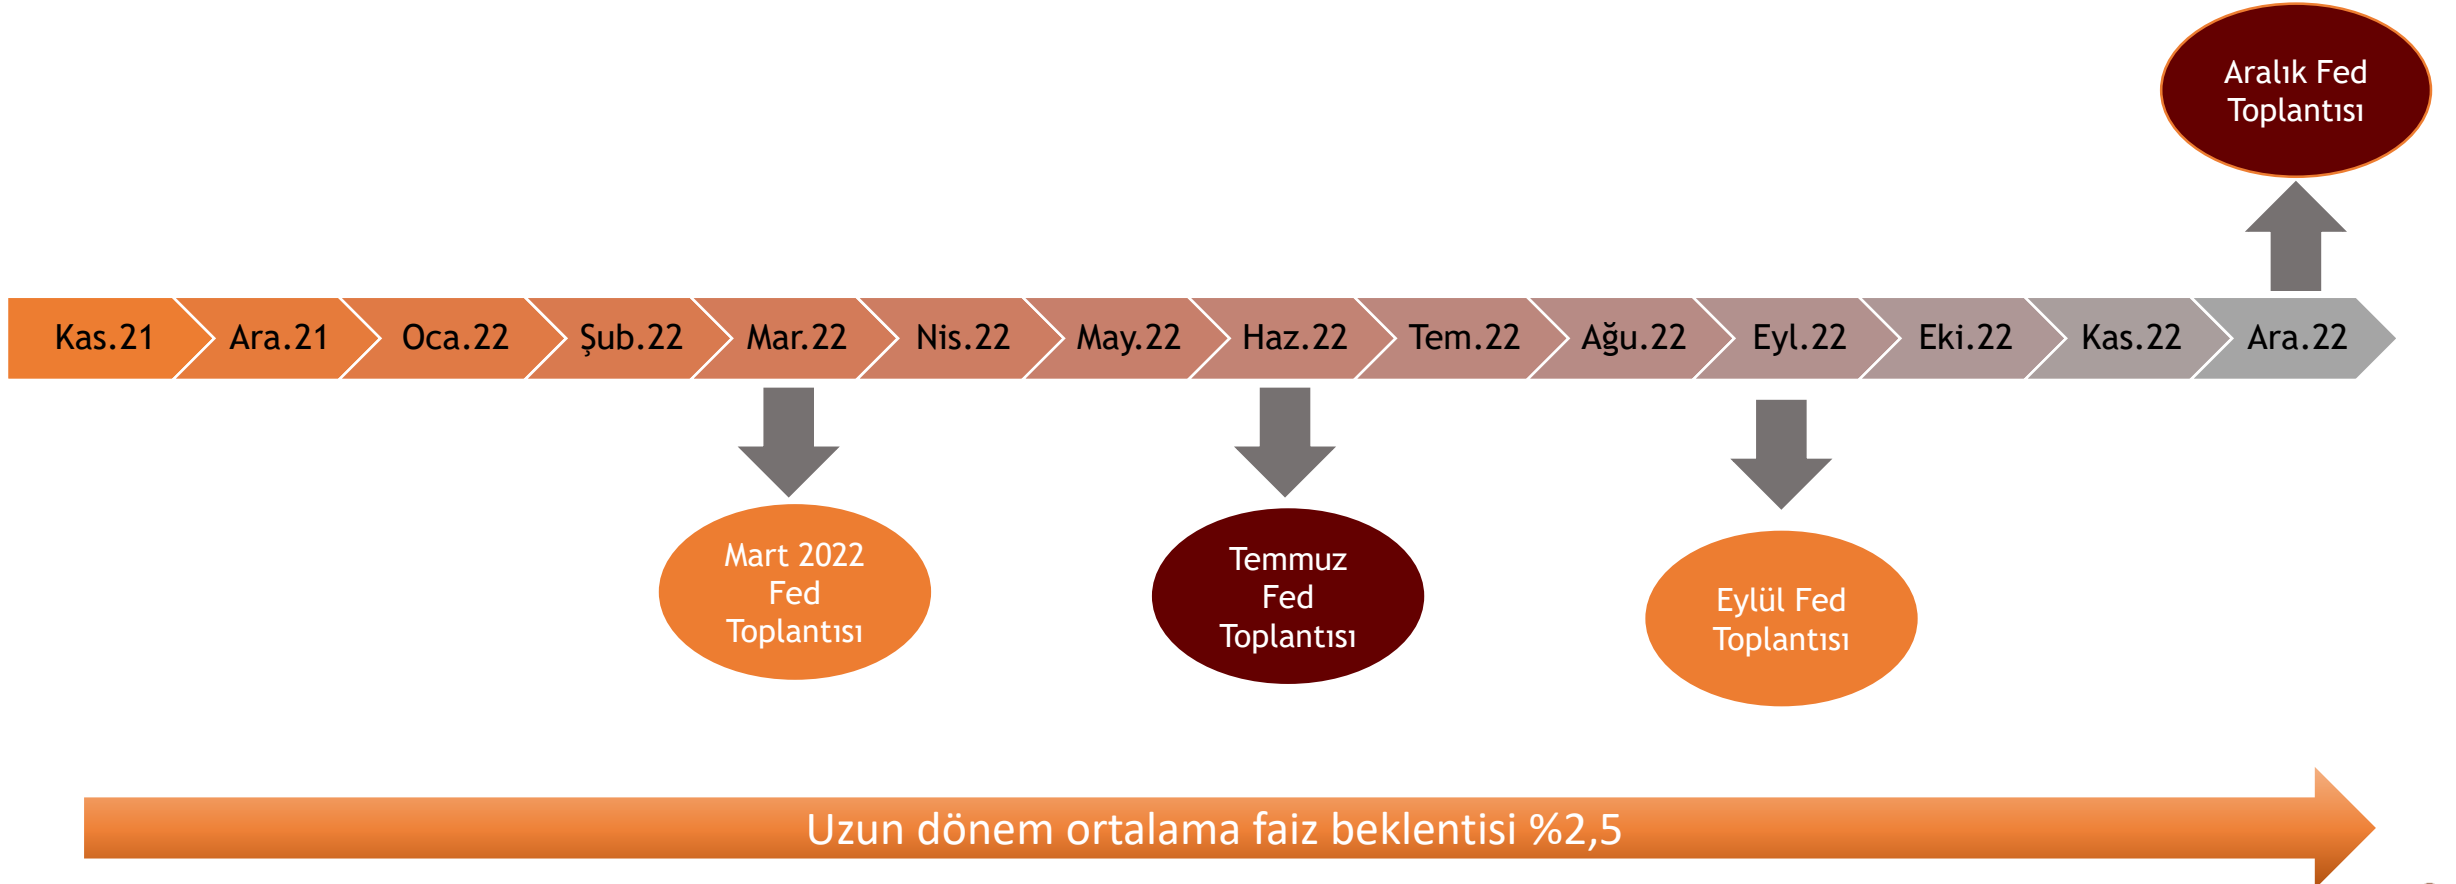 Aralık Fed
Toplantısı
Kas.21 Ara.21 Oca.22 Şub.22 Mar.22 Nis.22 May.22 Haz.22 Tem.22 Ağu.22 Eyl.22 Eki.22 Kas.22 Ara.22
Mart 2022
Fed
Toplantısı
Temmuz
Fed
Toplantısı
Eylül Fed
Toplantısı
Uzun dönem ortalama faiz beklentisi %2,5